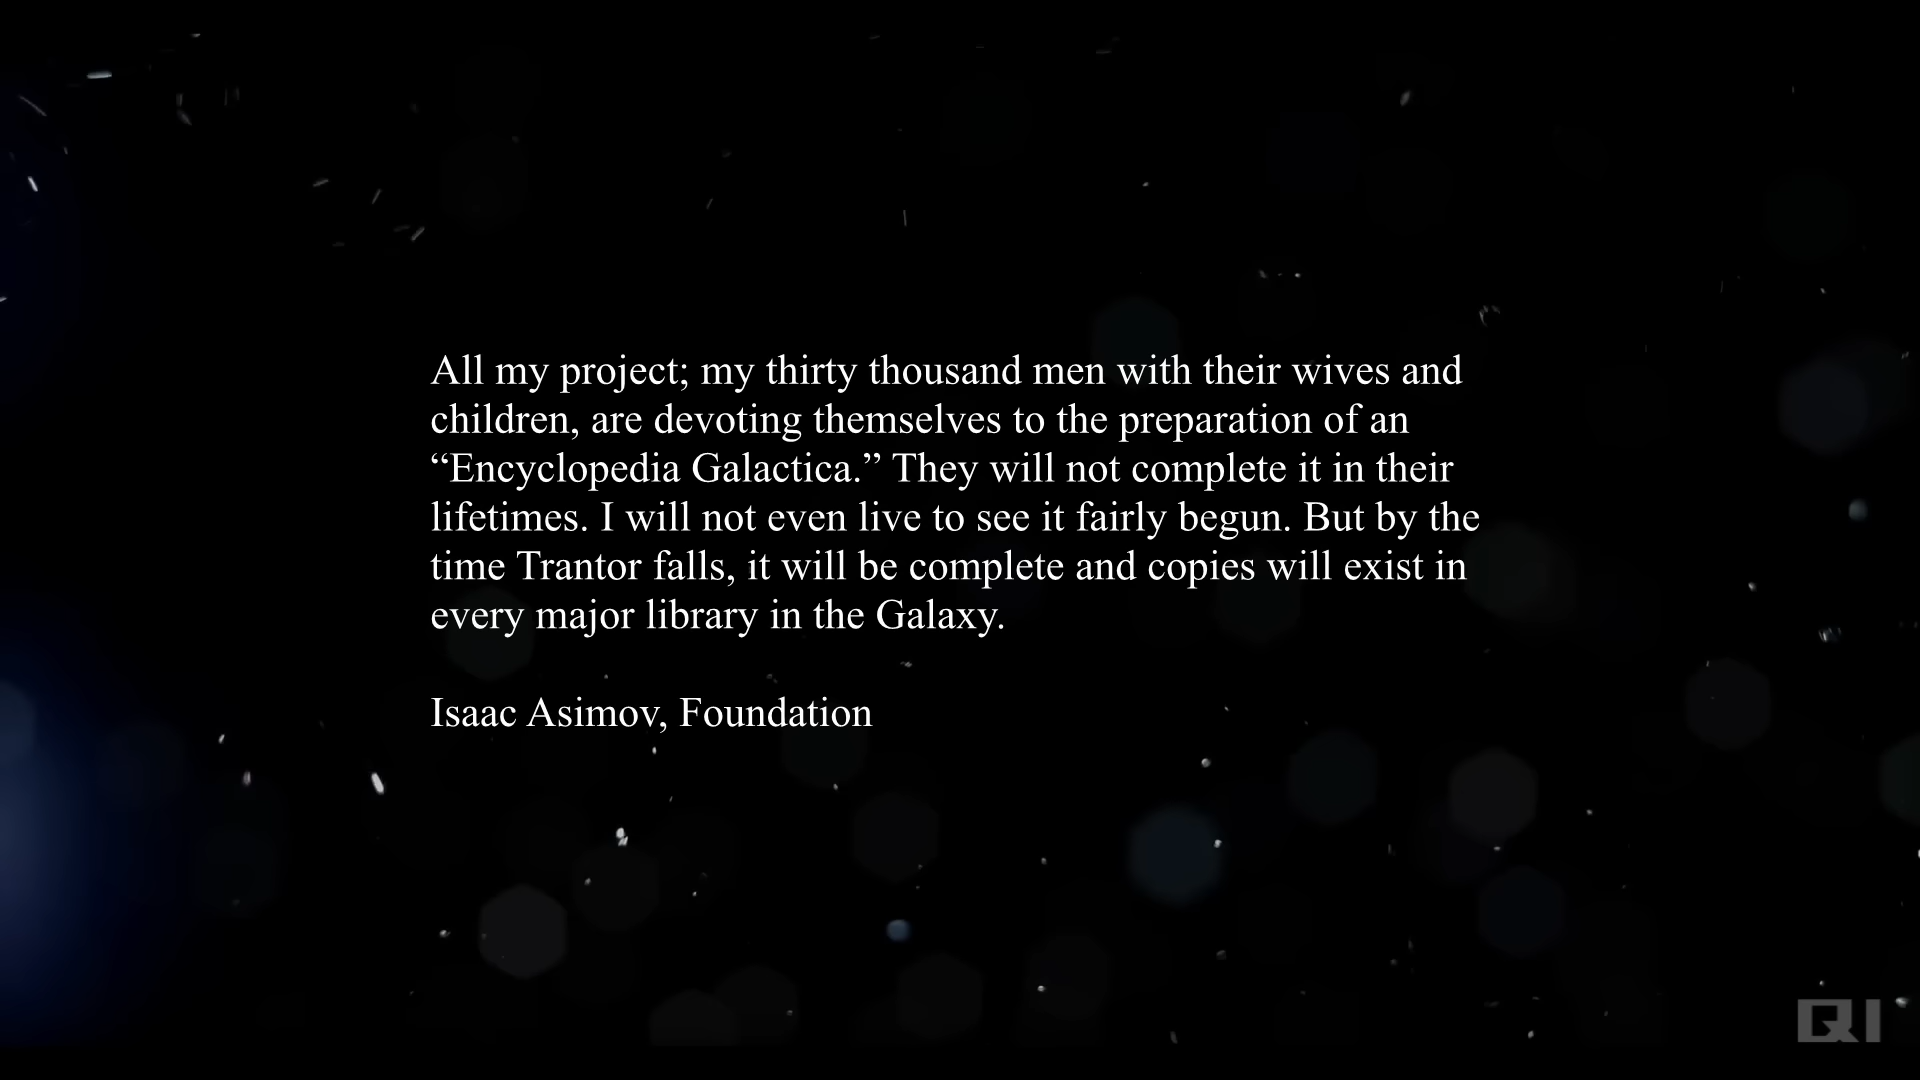 All my project; my thirty thousand men with their wives and
children, are devoting themselves to the preparation of an
“Encyclopedia Galactica.” They will not complete it in their
lifetimes. I will not even live to see it fairly begun. But by the
time Trantor falls, it will be complete and copies will exist in
every major library in the Galaxy.
Isaac Asimov, Foundation
QI